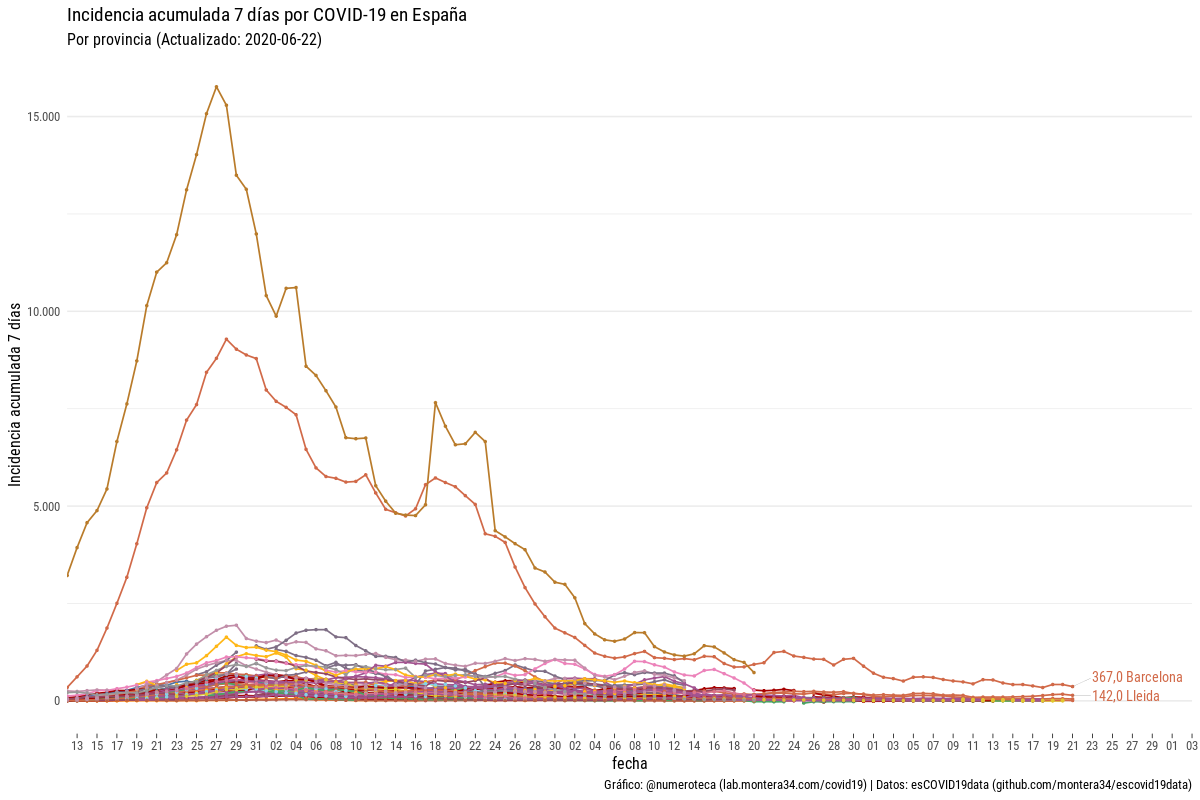 Incidencia acumulada 7 días por COVID-19 en España
Por provincia (Actualizado: 2020-06-22)
Incidencia acumulada 7 días
15.000
10.000
5.000
0
367,0 Barcelona
142,0 Lleida
13 15 17 19 21 23 25 27 29 31 02 04 06 08 10 12 14 16 18 20 22 24 26 28 30 02 04 06 08 10 12 14 16 18 20 22 24 26 28 30 01 03 05 07 09 11 13 15 17 19 21 23 25 27 29 01 03
fecha
Gráfico: @numeroteca (lab.montera34.com/covid19) | Datos: esCOVID19data (github.com/montera34/escovid19data)